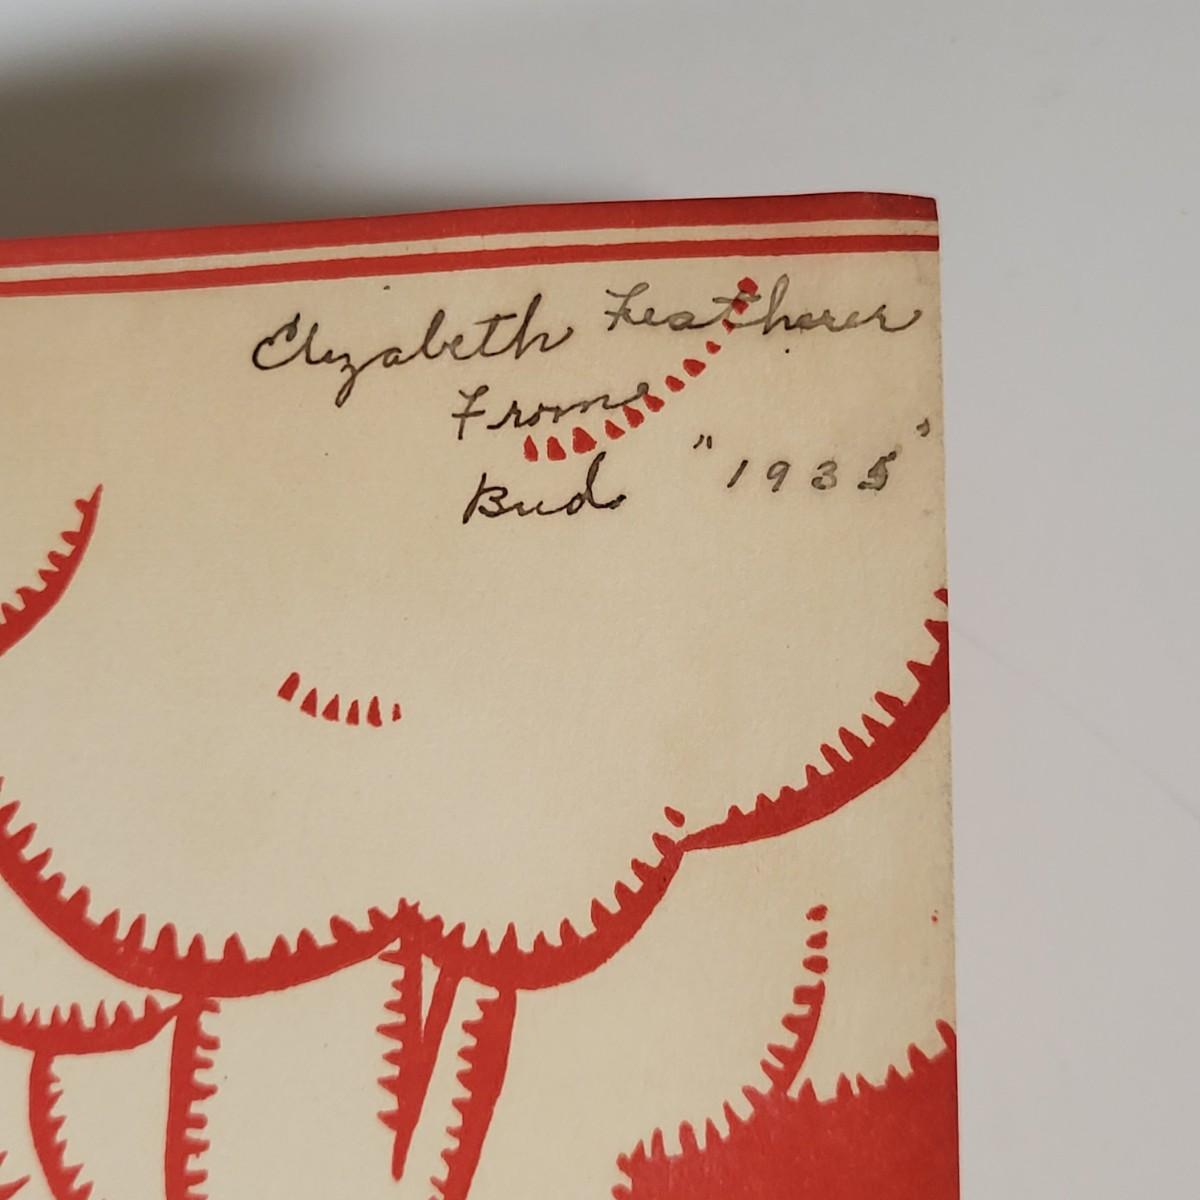 Elizabeth Featherer
From
Bud "1935"